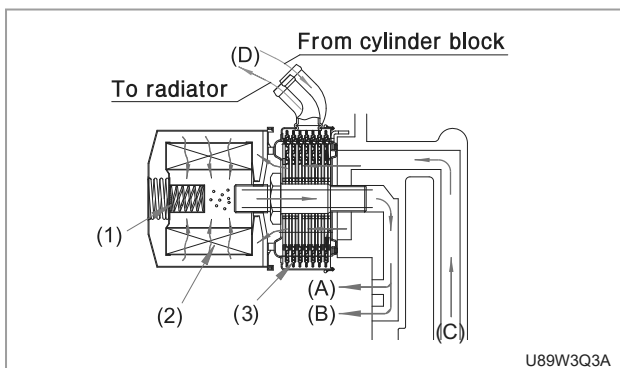 From cylinder block
(D)
To radiator
(1)
(2)
(3)
(A)
(B)
(C)
U89W3Q3A